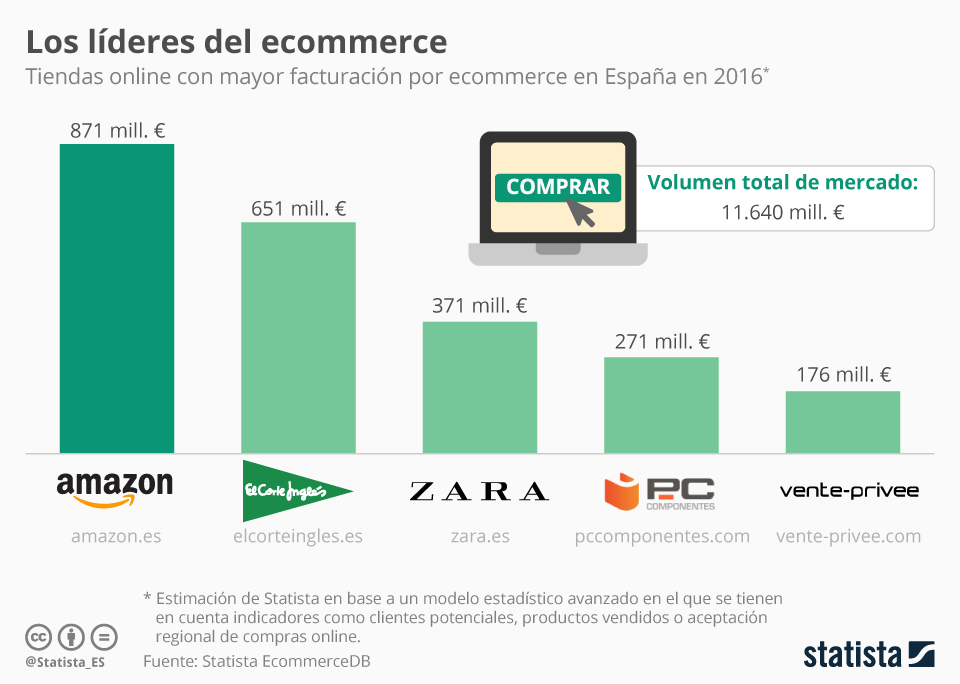 Los líderes del ecommerce
Tiendas online con mayor facturación por ecommerce en España en 2016*
871 mill. €
651 mill. €
371 mill. €
271 mill. €
176 mill. €
COMPRAR
Volumen total de mercado:
11.640 mill. €
amazon
El Corte Inglés
ZARA
PC
COMPONENTES
vente-privee
amazon.es
elcorteingles.es
zara.es
pccomponentes.com
vente-privee.com
* Estimación de Statista en base a un modelo estadístico avanzado en el que se tienen
en cuenta indicadores como clientes potenciales, productos vendidos o aceptación
regional de compras online.
cc
@Statista_ES
Fuente: Statista EcommerceDB
statista